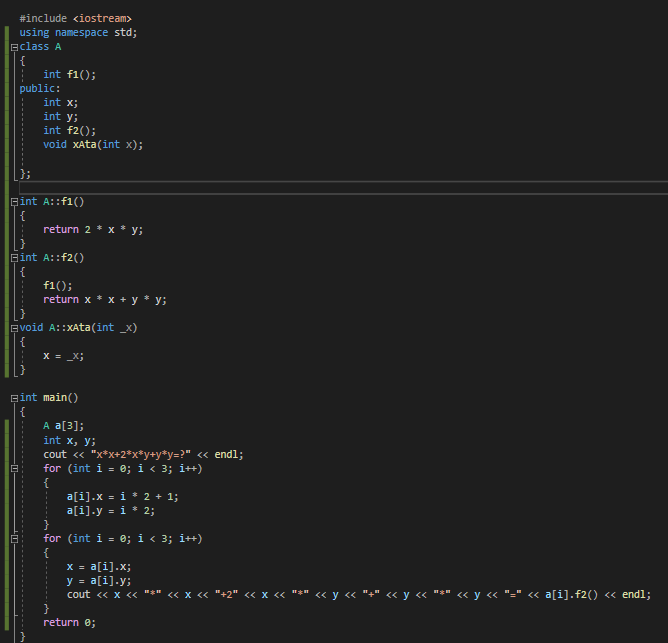 #include <iostream>
using namespace std;
class A
{
    int f1();
public:
    int x;
    int y;
    int f2();
    void xAta(int x);
};
int A::f1()
{
    return 2 * x * y;
}
int A::f2()
{
    f1();
    return x * x + y * y;
}
void A::xAta(int _x)
{
    x = _x;
}
int main()
{
    A a[3];
    int x, y;
    cout << "x*x+2*x*y+y*y=?" << endl;
    for (int i = 0; i < 3; i++)
    {
        a[i].x = i * 2 + 1;
        a[i].y = i * 2;
    }
    for (int i = 0; i < 3; i++)
    {
        x = a[i].x;
        y = a[i].y;
        cout << x << "*" << x << "+2" << x << "*" << y << "+" << y << "*" << y << "=" << a[i].f2() << endl;
    }
    return 0;
}